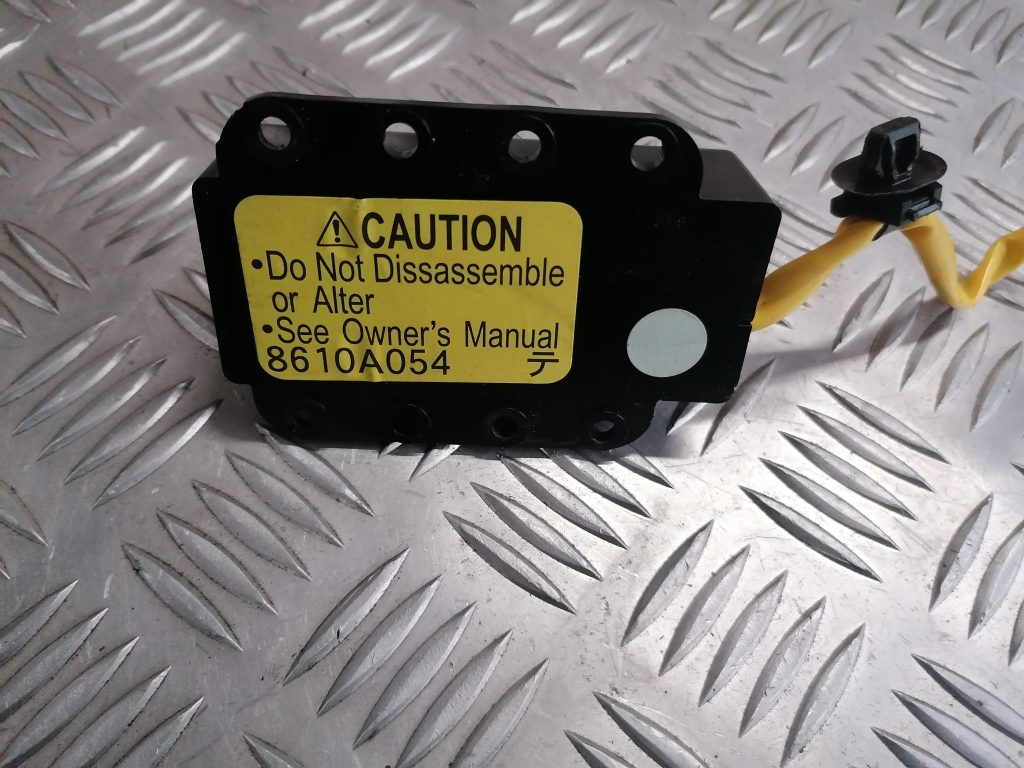 CAUTION
•Do Not Dissassemble
or Alter
•See Owner's Manual
8610A054 テ